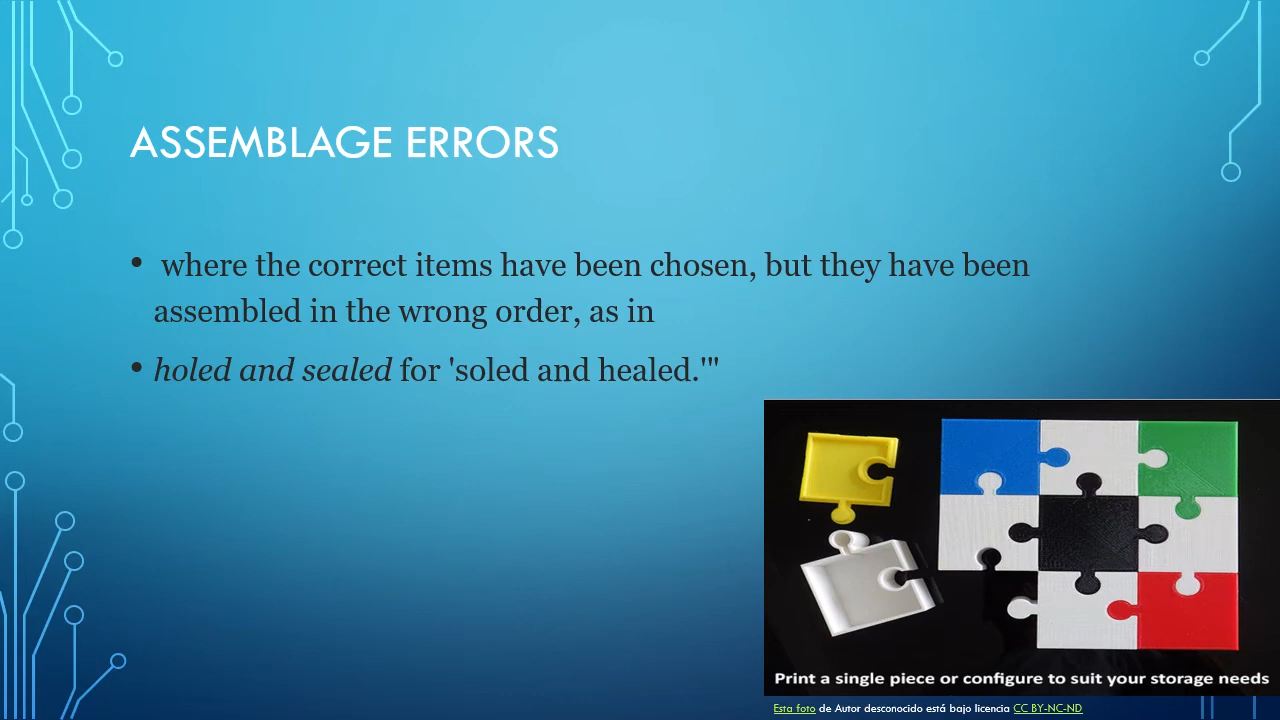 ASSEMBLAGE ERRORS
• where the correct items have been chosen, but they have been
assembled in the wrong order, as in
• holed and sealed for 'soled and healed.'"
Print a single piece or configure to suit your storage needs
Esta foto de Autor desconocido está bajo licencia CC BY-NC-ND